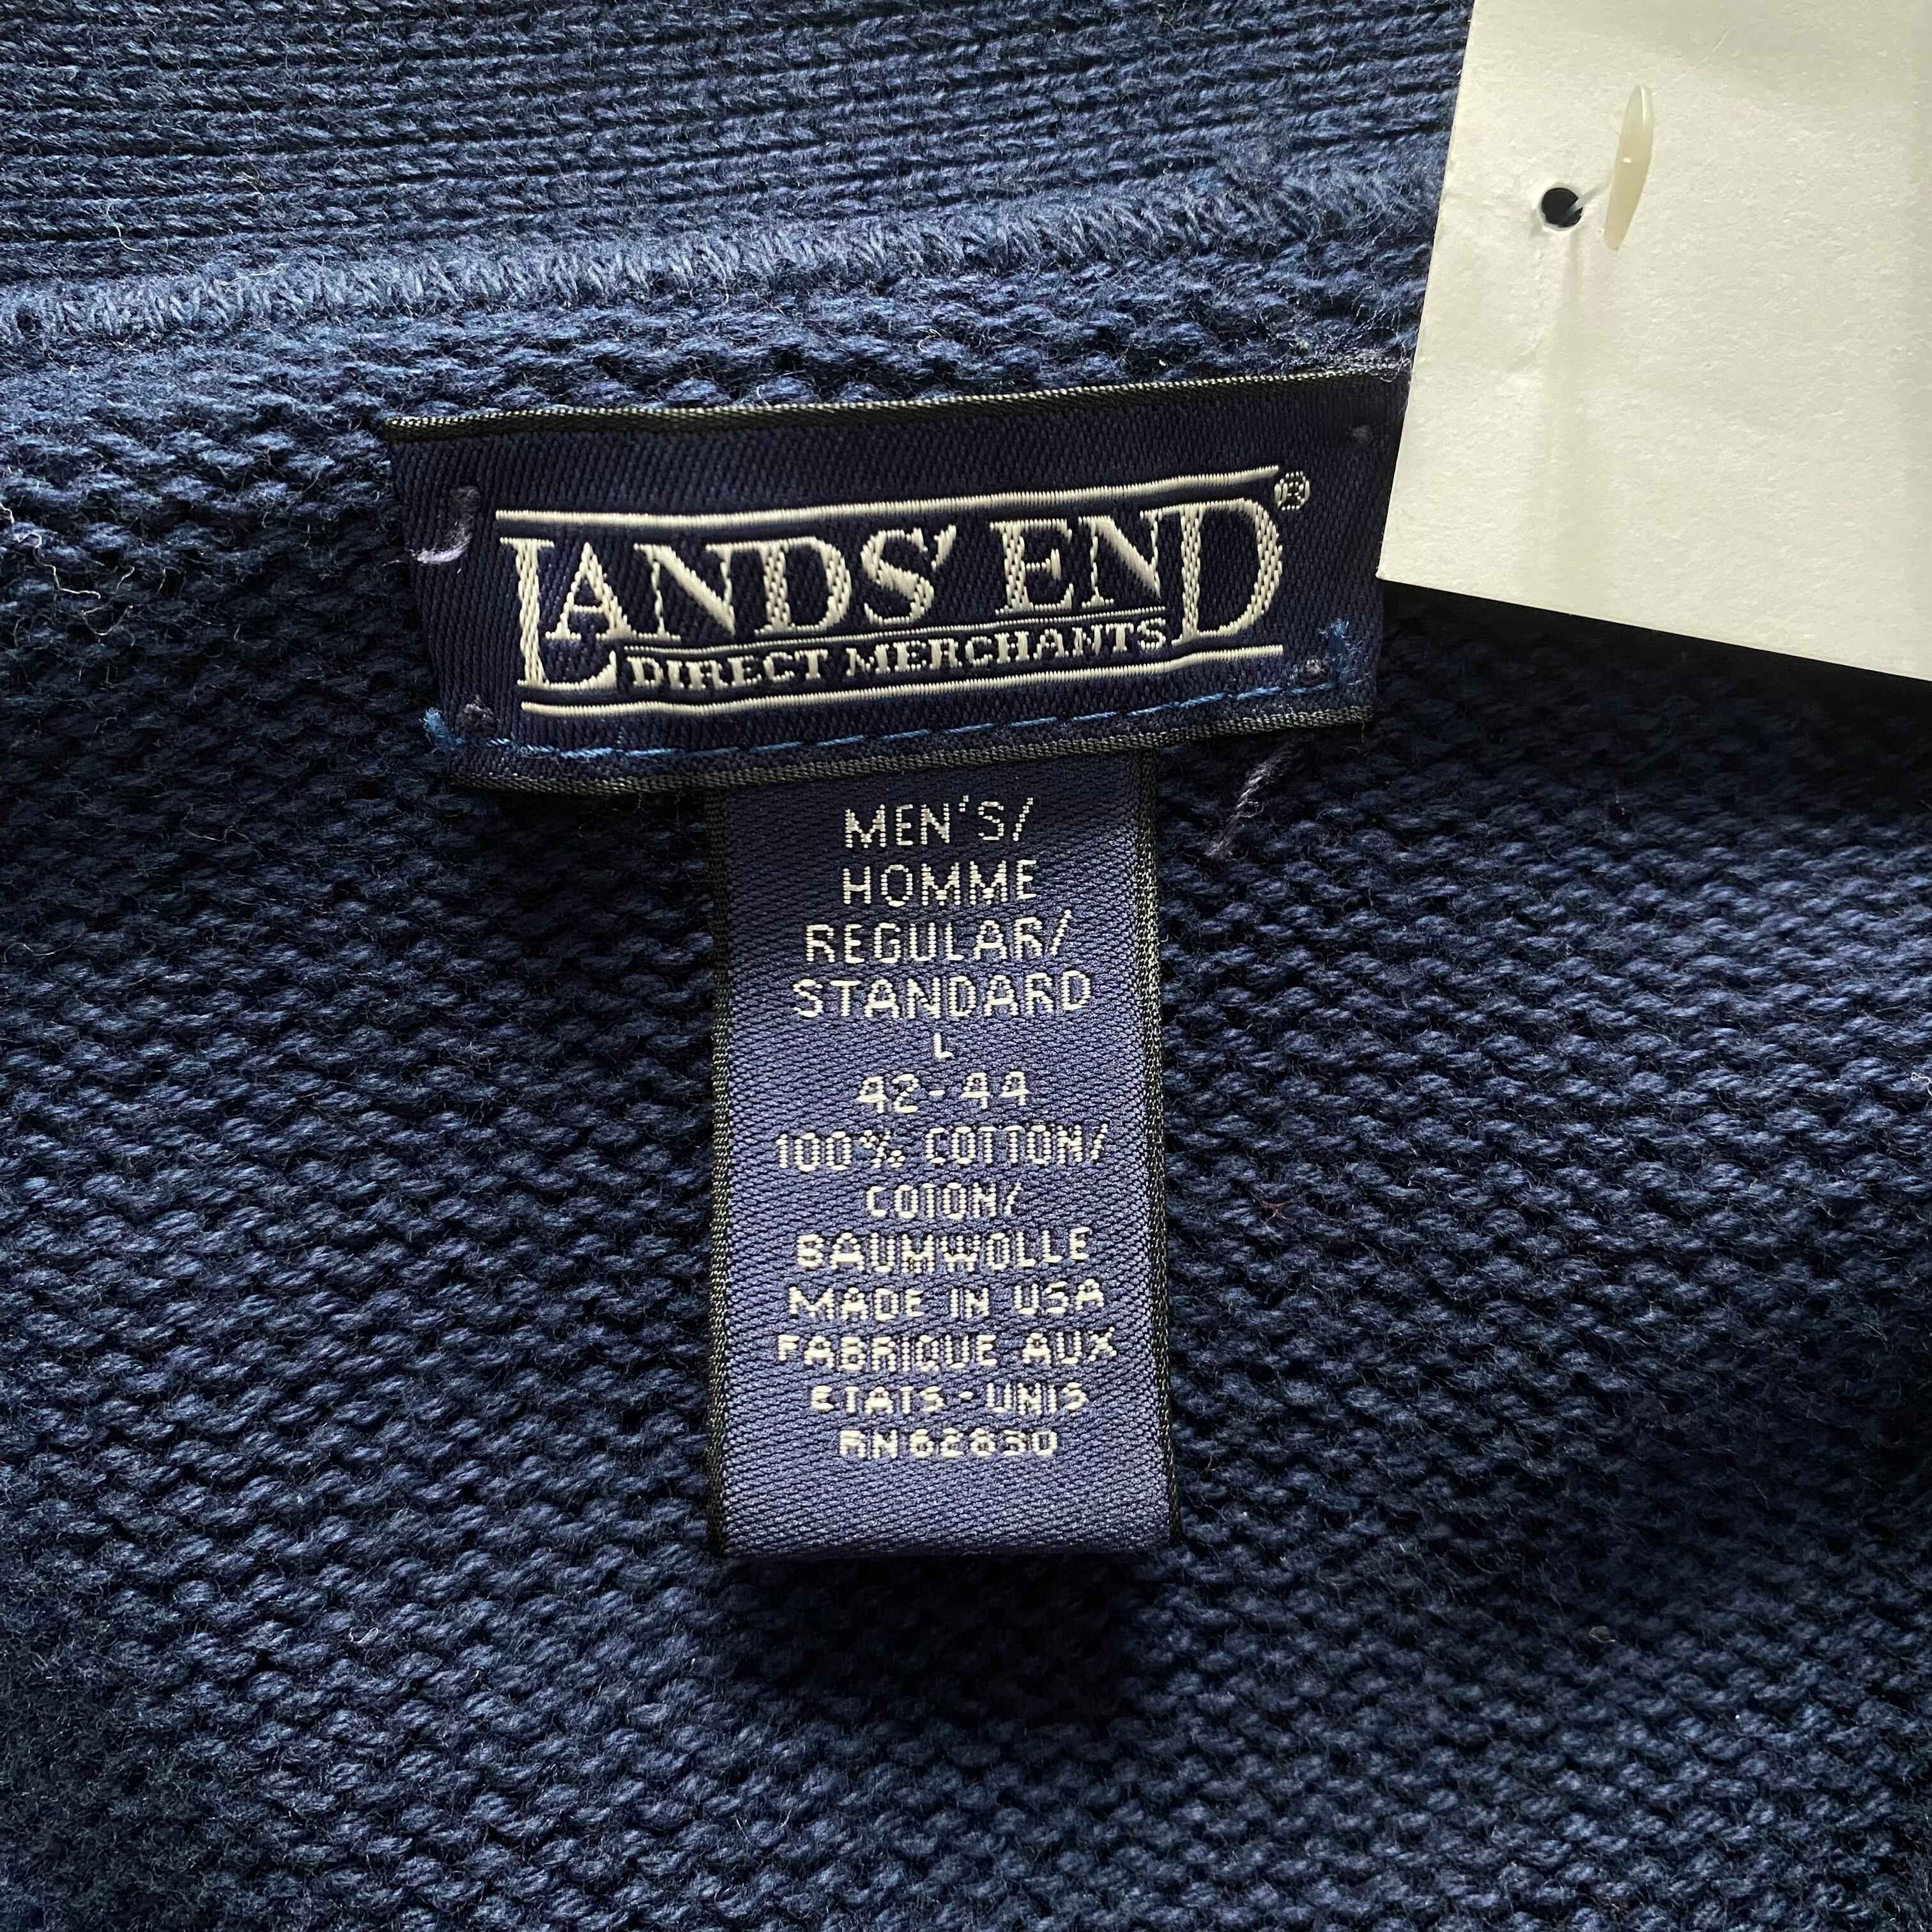 LANDS' END®
DIRECT MERCHANTS
MEN'S/
HOMME
REGULAR/
STANDARD
L
42-44
100% COTTON/
COTON/
BAUMWOLLE
MADE IN USA
FABRIQUE AUX
ETATS-UNIS
RN62830